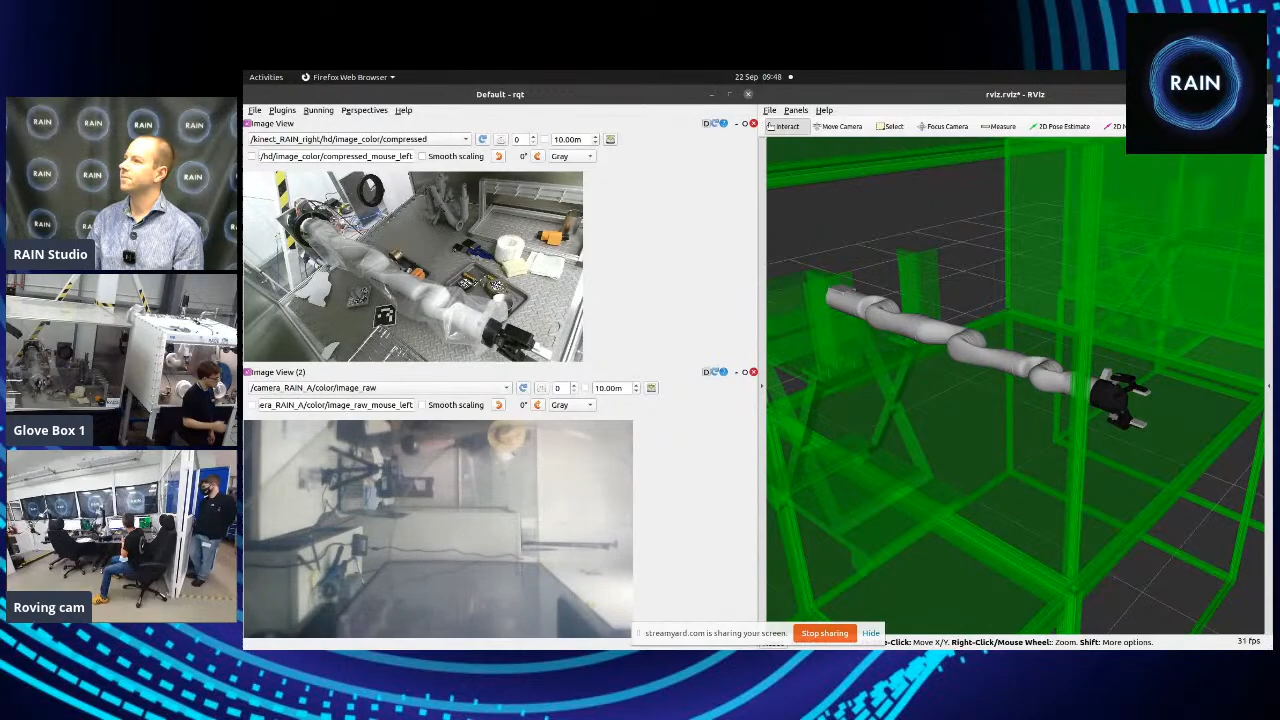 RAIN
Activities
Firefox Web Browser
22 Sep 09:48
Default - rqt
rviz.rviz* - RViz
File Plugins Running Perspectives Help
File Panels Help
Image View
Interact
Move Camera
Select
Focus Camera
Measure
2D Pose Estimate
/kinect_RAIN_right/hd/image_color/compressed
0
10.00m
/hd/image_color/compressed_mouse_left
Smooth scaling
0°
Gray
Image View (2)
/camera_RAIN_A/color/image_raw
0
10.00m
era_RAIN_A/color/image_raw_mouse_left
Smooth scaling
0°
Gray
RAIN Studio
Glove Box 1
Roving cam
streamyard.com is sharing your screen.
Stop sharing
Hide
Click: Move X/Y. Right-Click/Mouse Wheel:: Zoom. Shift: More options.
31 fps